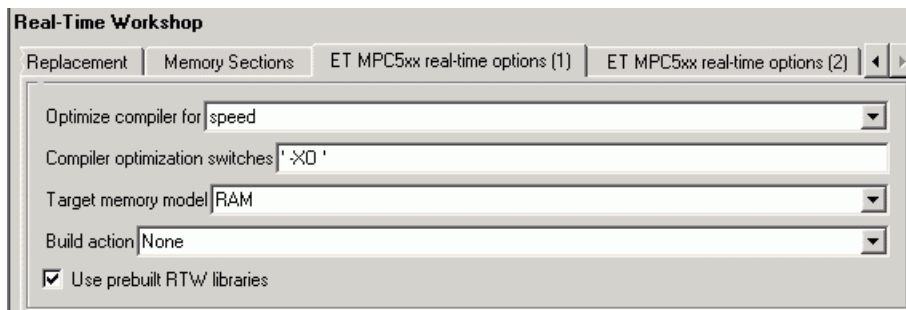 Real-Time Workshop
Replacement Memory Sections ET MPC5xx real-time options (1) ET MPC5xx real-time options (2)
Optimize compiler for speed
Compiler optimization switches ' -XO '
Target memory model RAM
Build action None
Use prebuilt RTW libraries